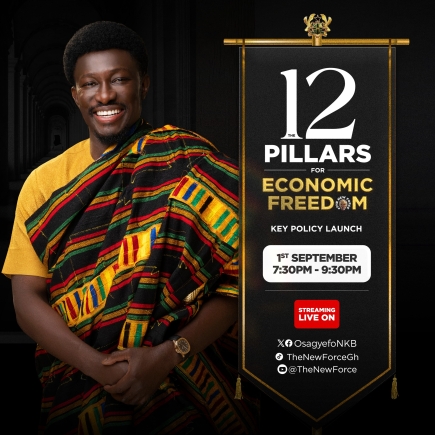 THE 12
PILLARS
FOR
ECONOMIC
FREEDOM
KEY POLICY LAUNCH
1ST SEPTEMBER
7:30PM - 9:30PM
STREAMING
LIVE ON
OsagyefoNKB
TheNewForceGh
@TheNewForce